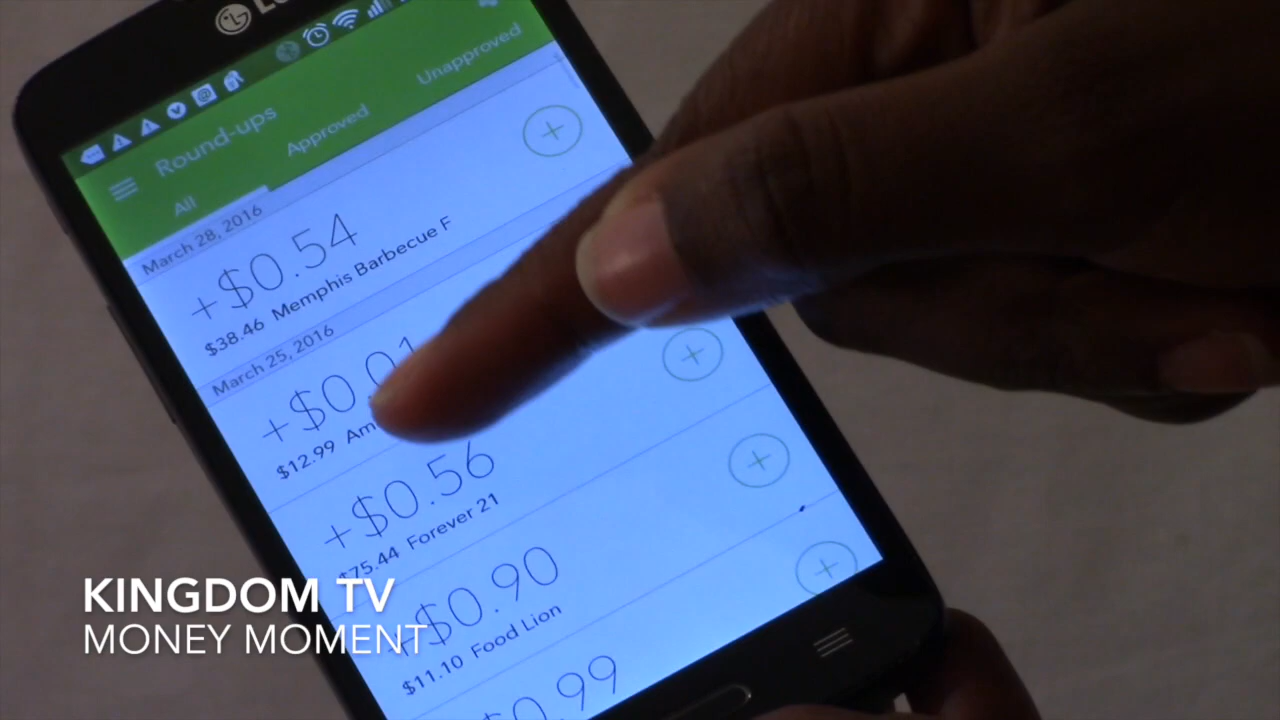 LG
Round-ups
All
Approved
Unapproved
March 28, 2016
+$0.54
$38.46 Memphis Barbecue F
March 25, 2016
+$0.01
$12.99
+$0.56
$75.44 Forever 21
+$0.90
$11.10 Food Lion
$0.99
KINGDOM TV
MONEY MOMENT